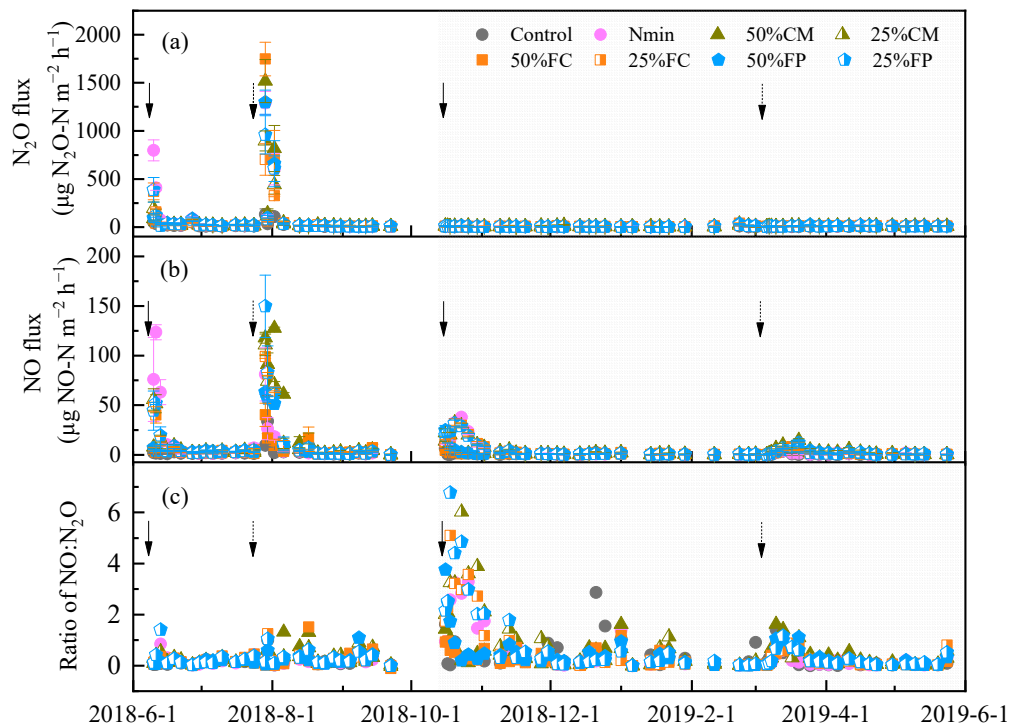 (a)
Control Nmin 50%CM 25%CM
50%FC 25%FC 50%FP 25%FP
N₂O flux
(μg N₂O-N m⁻² h⁻¹)
2000
1500
1000
500
0
(b)
NO flux
(μg NO-N m⁻² h⁻¹)
200
150
100
50
0
(c)
Ratio of NO:N₂O
6
4
2
0
2018-6-1 2018-8-1 2018-10-1 2018-12-1 2019-2-1 2019-4-1 2019-6-1